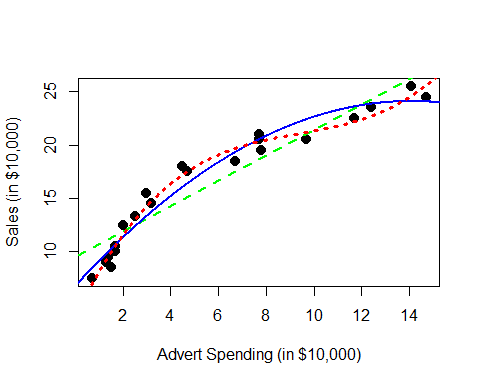 25
20
15
10
Sales (in $10,000)
2 4 6 8 10 12 14
Advert Spending (in $10,000)